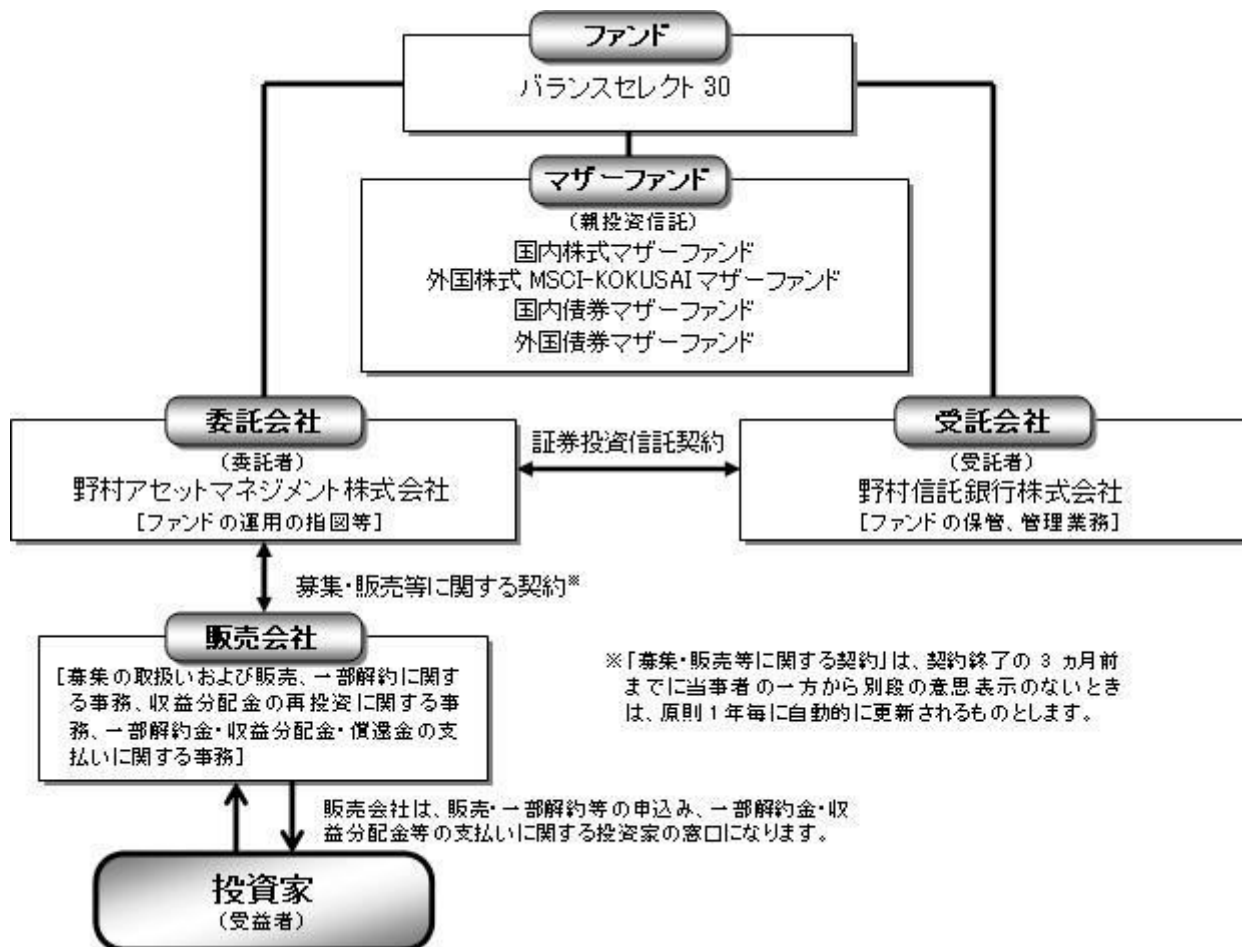 ファンド
バランスセレクト 30
マザーファンド
(親投資信託)
国内株式マザーファンド
外国株式 MSCI-KOKUSAI マザーファンド
国内債券マザーファンド
外国債券マザーファンド
委託会社
(委託者)
野村アセットマネジメント株式会社
[ファンドの運用の指図等]
証券投資信託契約
受託会社
(受託者)
野村信託銀行株式会社
[ファンドの保管、管理業務]
募集・販売等に関する契約※
販売会社
[募集の取扱いおよび販売、一部解約に関す
る事務、収益分配金の再投資に関する事
務、一部解約金・収益分配金・償還金の支
払いに関する事務]
※「募集・販売等に関する契約」は、契約終了の 3 ヵ月前
までに当事者の一方から別段の意思表示のないとき
は、原則 1 年毎に自動的に更新されるものとします。
販売会社は、販売・一部解約等の申込み、一部解約金・収
益分配金等の支払いに関する投資家の窓口になります。
投資家
(受益者)